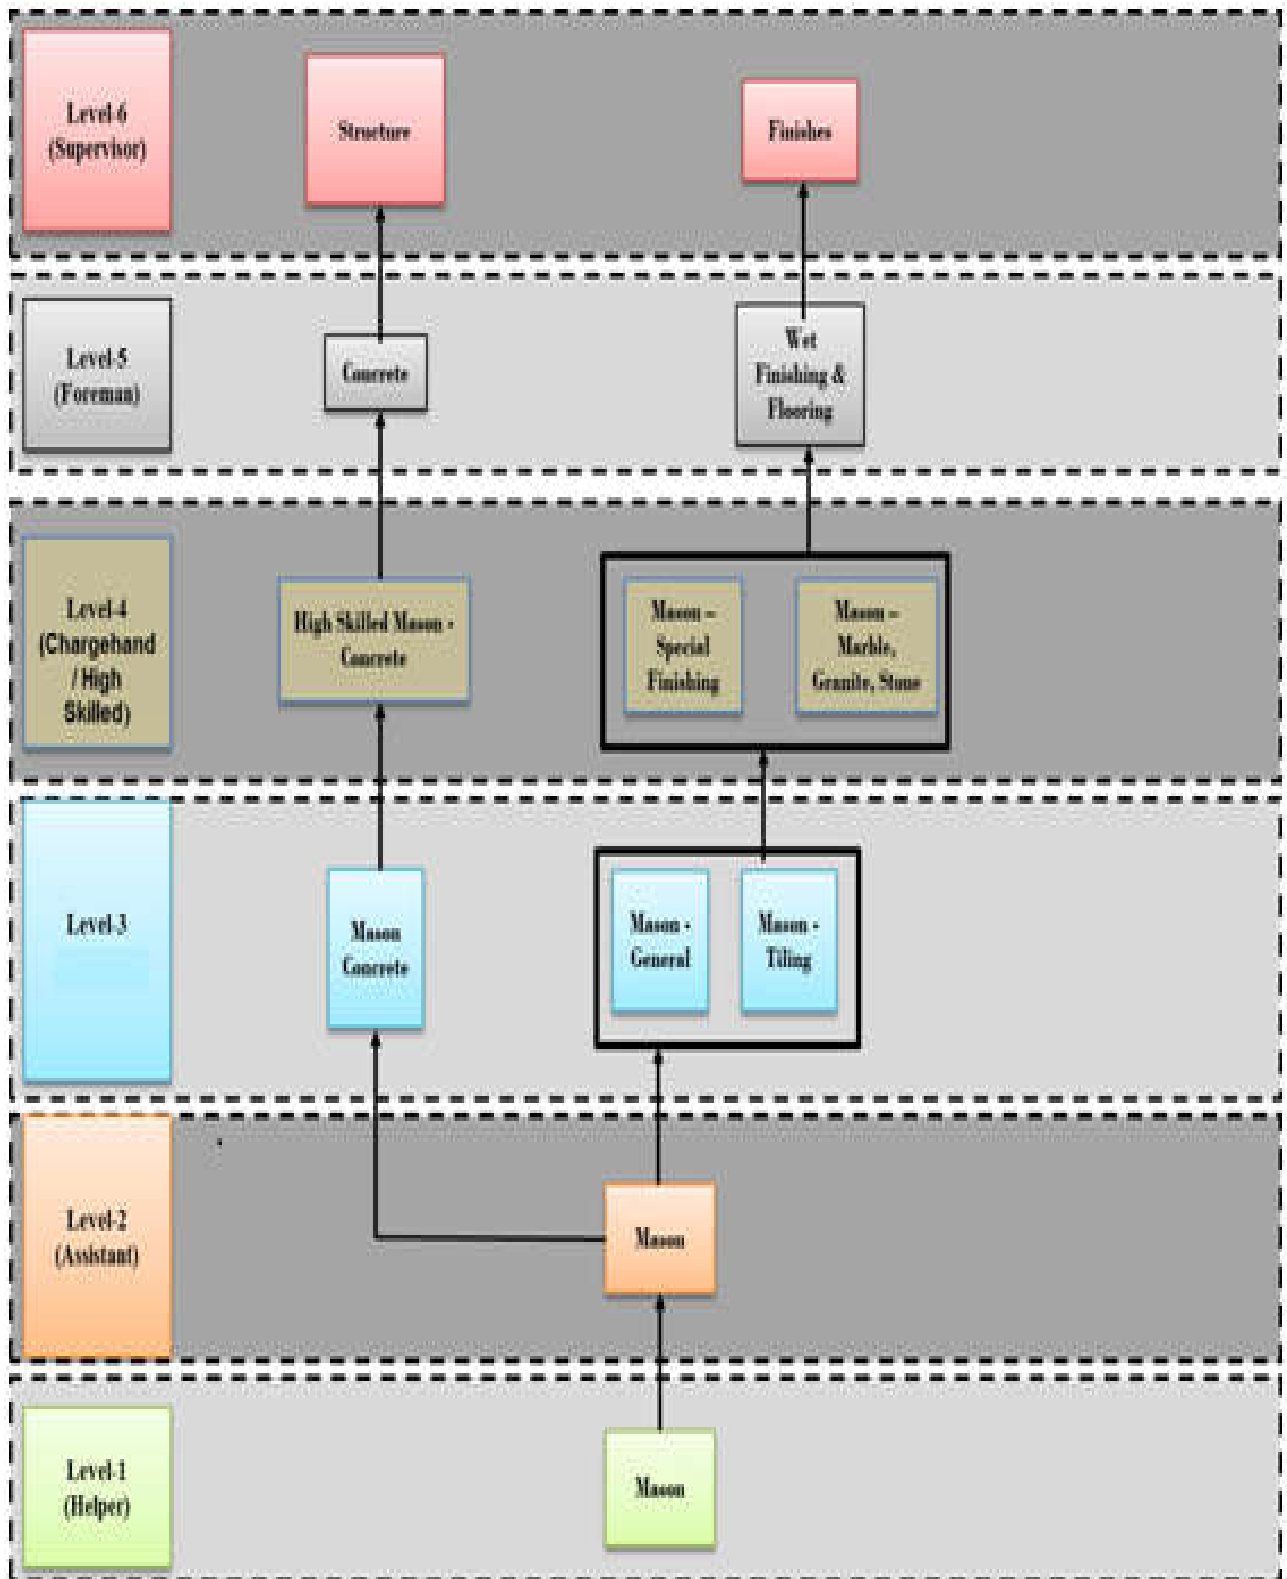 Level-6
(Supervisor)
Structure
Finishes
Level-5
(Foreman)
Concrete
Wet
Finishing &
Flooring
Level-4
(Chargehand
/ High
Skilled)
High Skilled Mason -
Concrete
Mason –
Special
Finishing
Mason –
Marble,
Granite, Stone
Level-3
Mason
Concrete
Mason -
General
Mason -
Tiling
Level-2
(Assistant)
Mason
Level-1
(Helper)
Mason